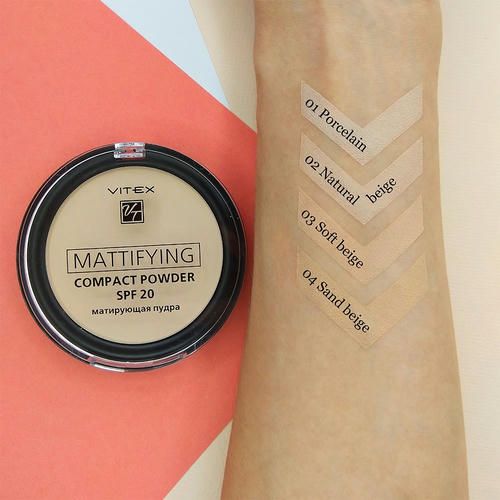 VITEX
VT
MATTIFYING
COMPACT POWDER
SPF 20
матирующая пудра
01 Porcelain
02 Natural beige
03 Soft beige
04 Sand beige